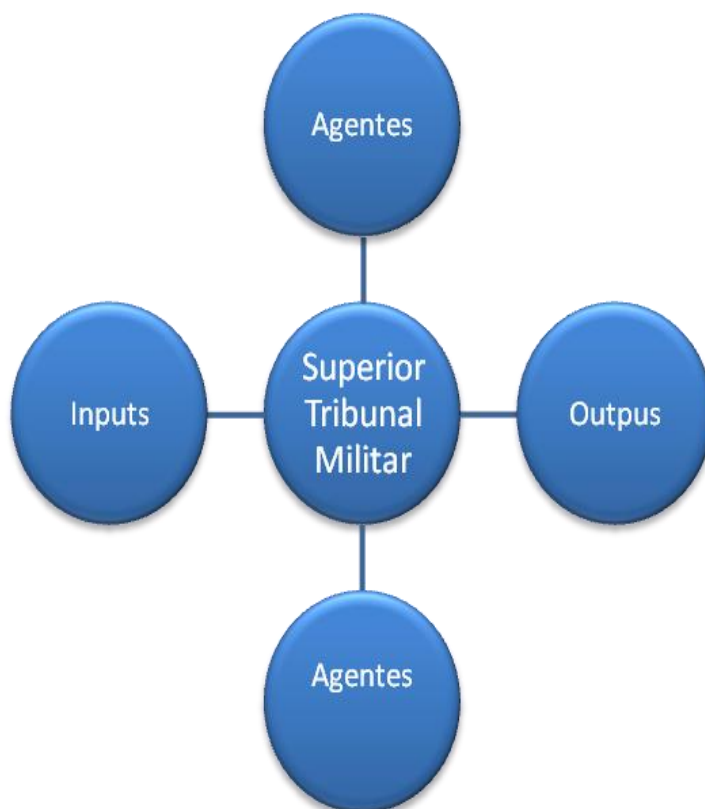 Agentes
Inputs
Superior
Tribunal
Militar
Outpus
Agentes